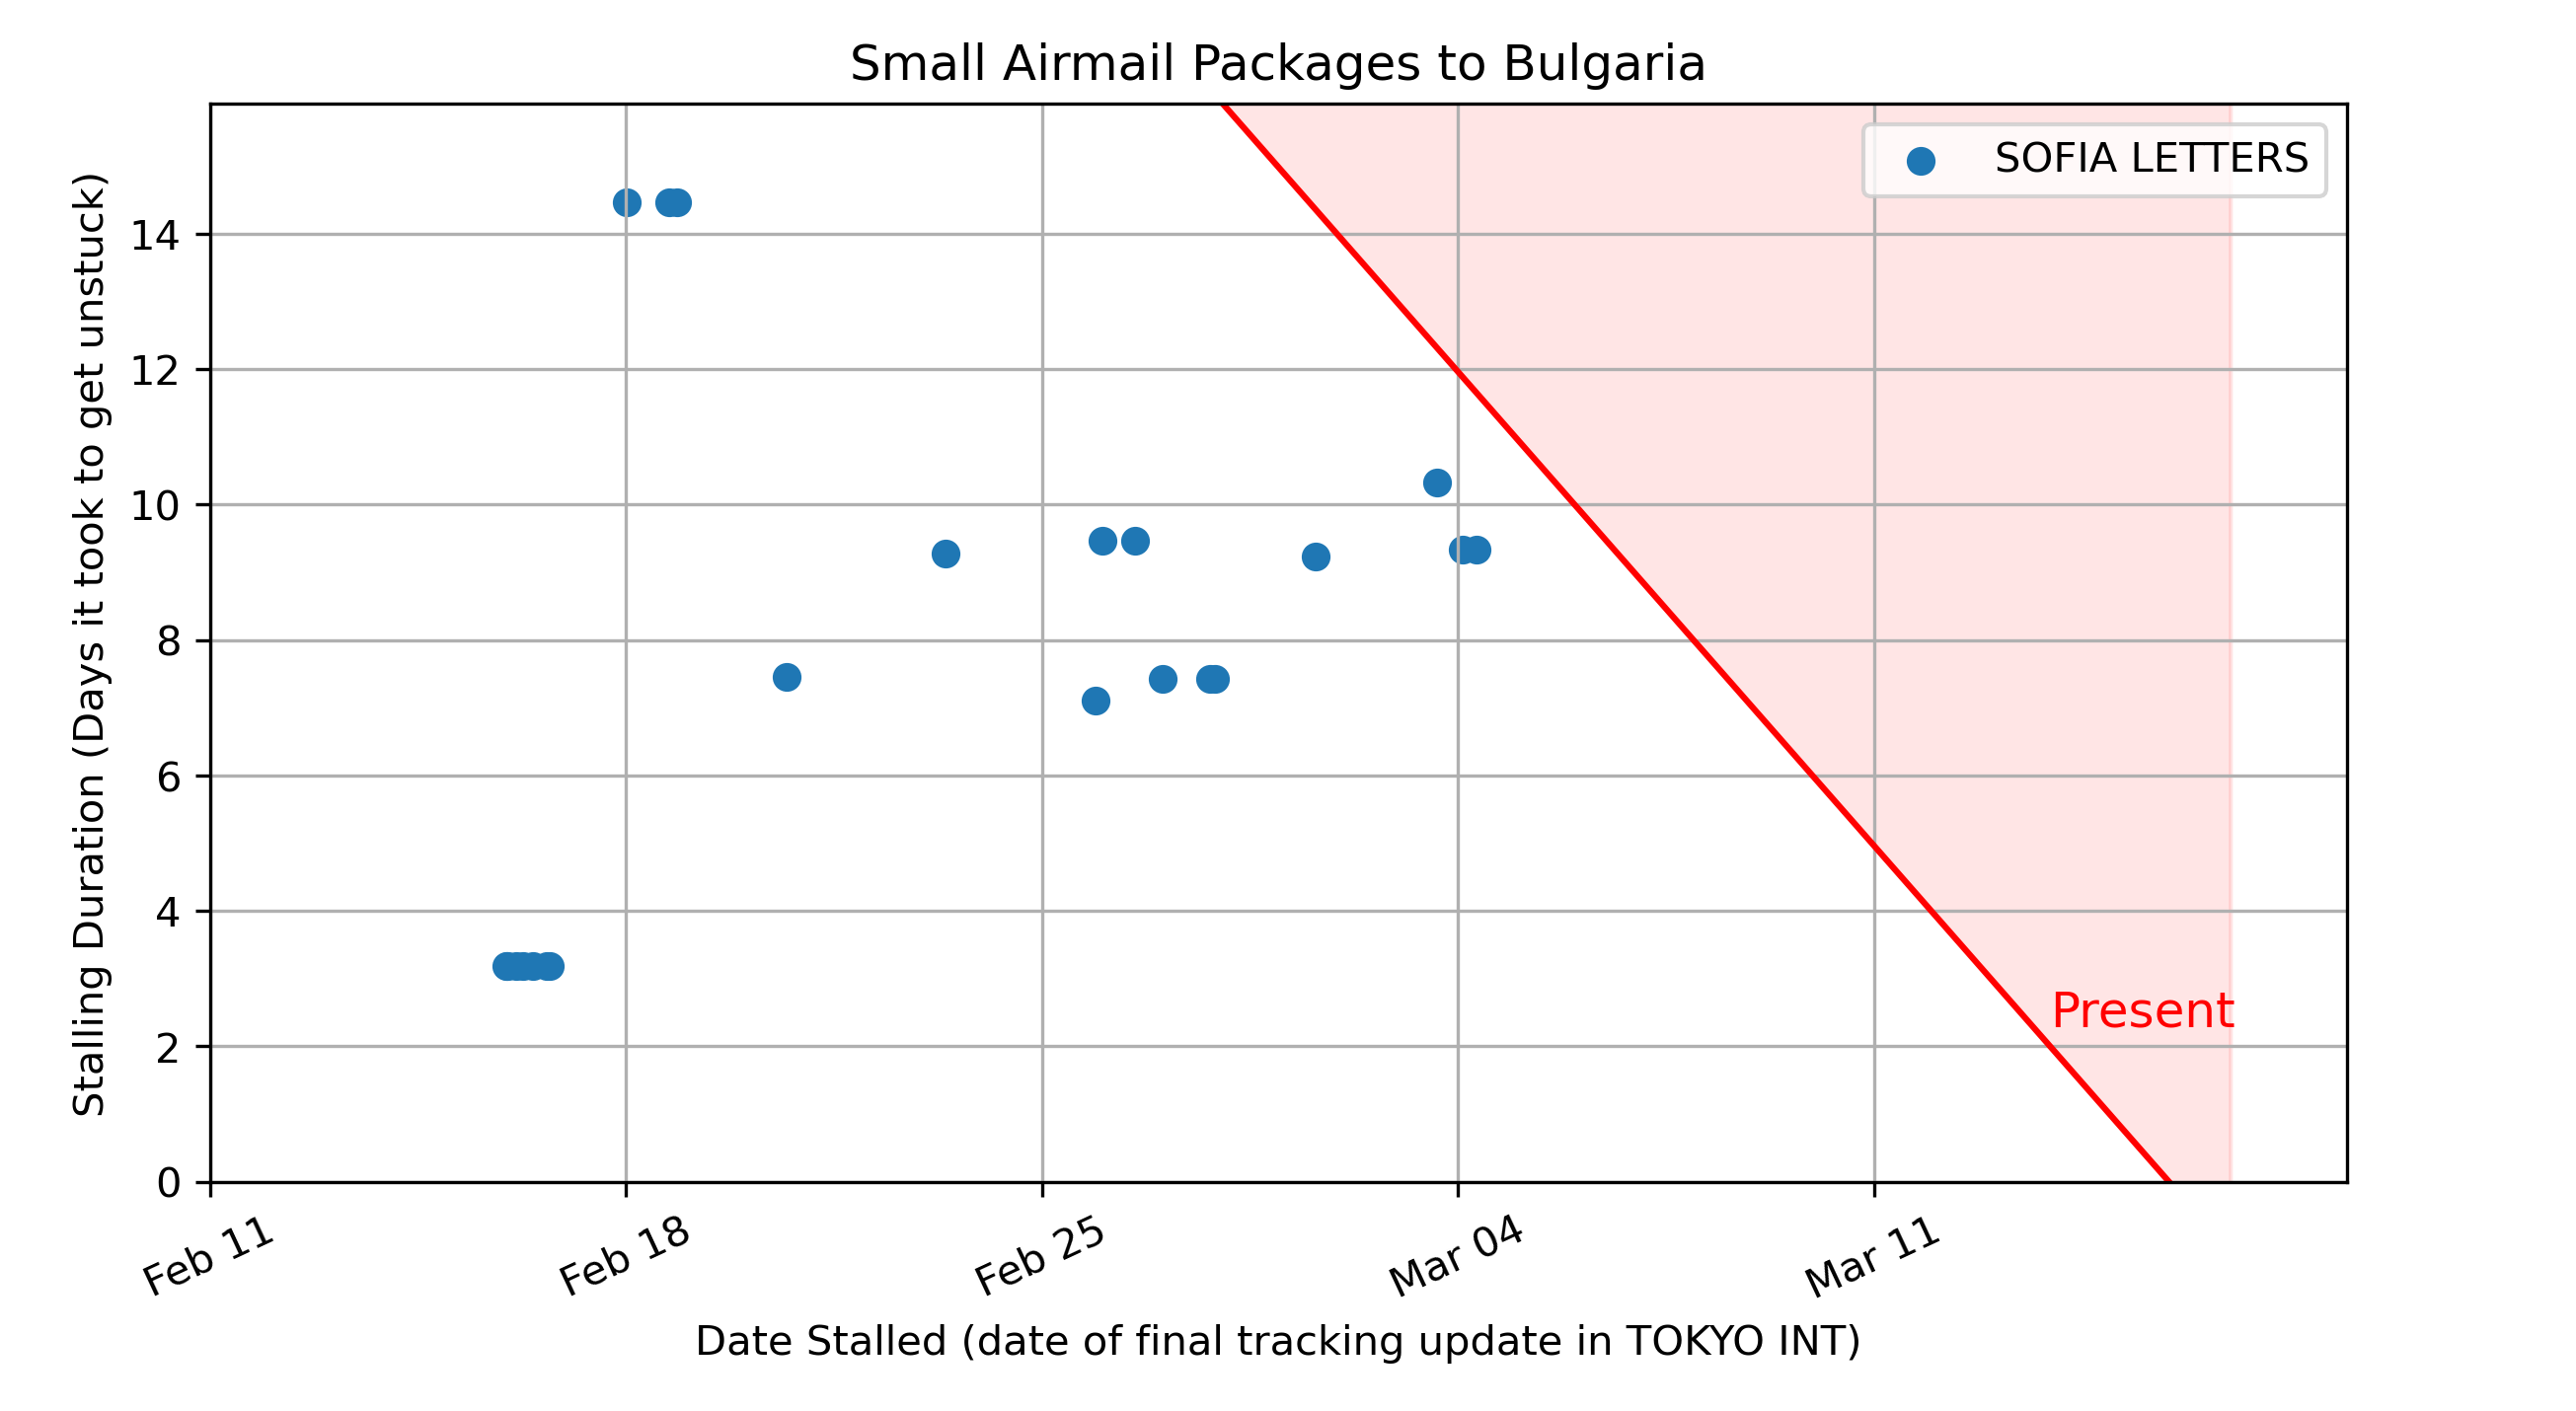 Small Airmail Packages to Bulgaria
SOFIA LETTERS
Stalling Duration (Days it took to get unstuck)
14
12
10
8
6
4
2
0
Present
Feb 11
Feb 18
Feb 25
Mar 04
Mar 11
Date Stalled (date of final tracking update in TOKYO INT)